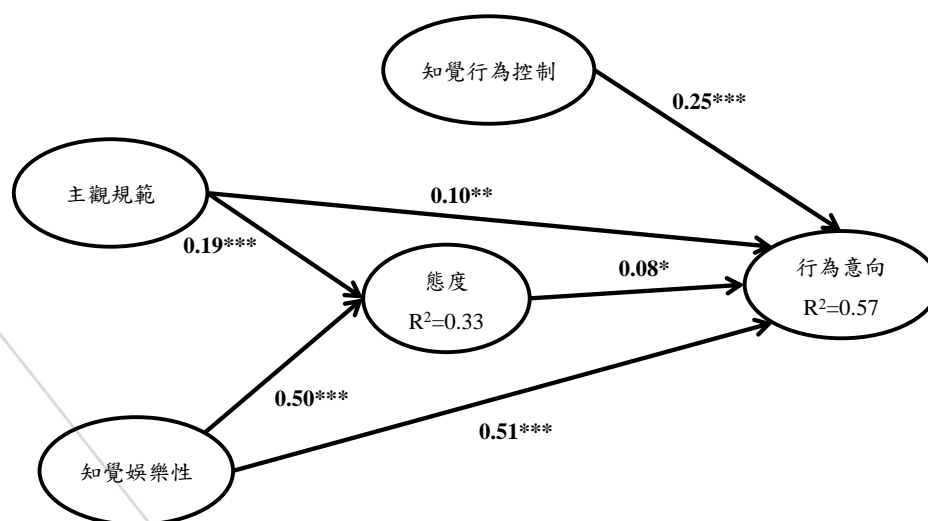 知覺行為控制
0.25***
主觀規範
0.10**
0.19***
態度
R²=0.33
0.08*
行為意向
R²=0.57
0.50***
0.51***
知覺娛樂性